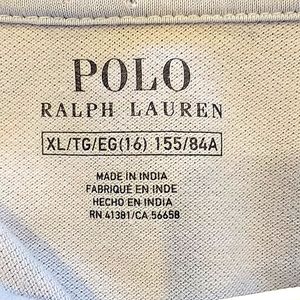 POLO
RALPH LAUREN
XL/TG/EG(16) 155/84A
MADE IN INDIA
FABRIQUÉ EN INDE
HECHO EN INDIA
RN 41381/CA 56658